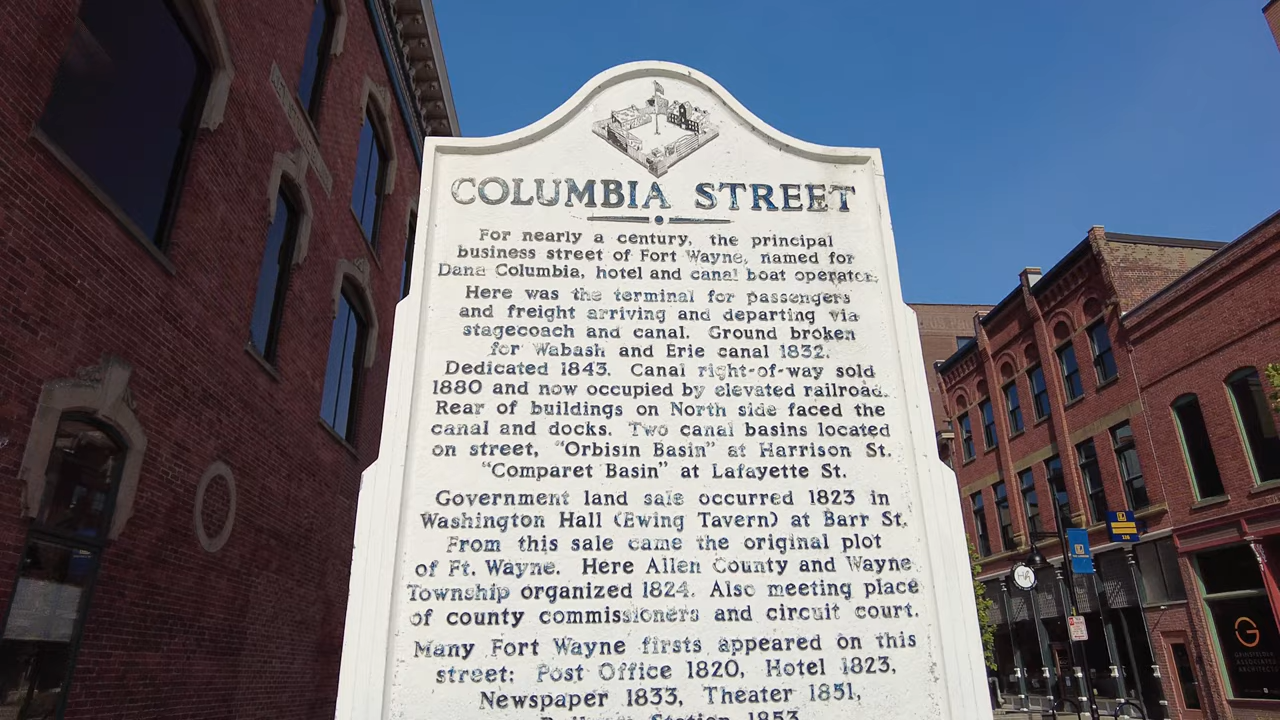 COLUMBIA STREET
For nearly a century, the principal
business street of Fort Wayne, named for
Dana Columbia, hotel and canal boat operator.
Here was the terminal for passengers
and freight arriving and departing via
stagecoach and canal. Ground broken
for Wabash and Erie canal 1832.
Dedicated 1843. Canal right-of-way sold
1880 and now occupied by elevated railroad.
Rear of buildings on North side faced the
canal and docks. Two canal basins located
on street, "Orbisin Basin" at Harrison St.
"Comparet Basin" at Lafayette St.
Government land sale occurred 1823 in
Washington Hall (Ewing Tavern) at Barr St.
From this sale came the original plot
of Ft. Wayne. Here Allen County and Wayne
Township organized 1824. Also meeting place
of county commissioners and circuit court.
Many Fort Wayne firsts appeared on this
street: Post Office 1820, Hotel 1823,
Newspaper 1833, Theater 1851,
Station 1853
G